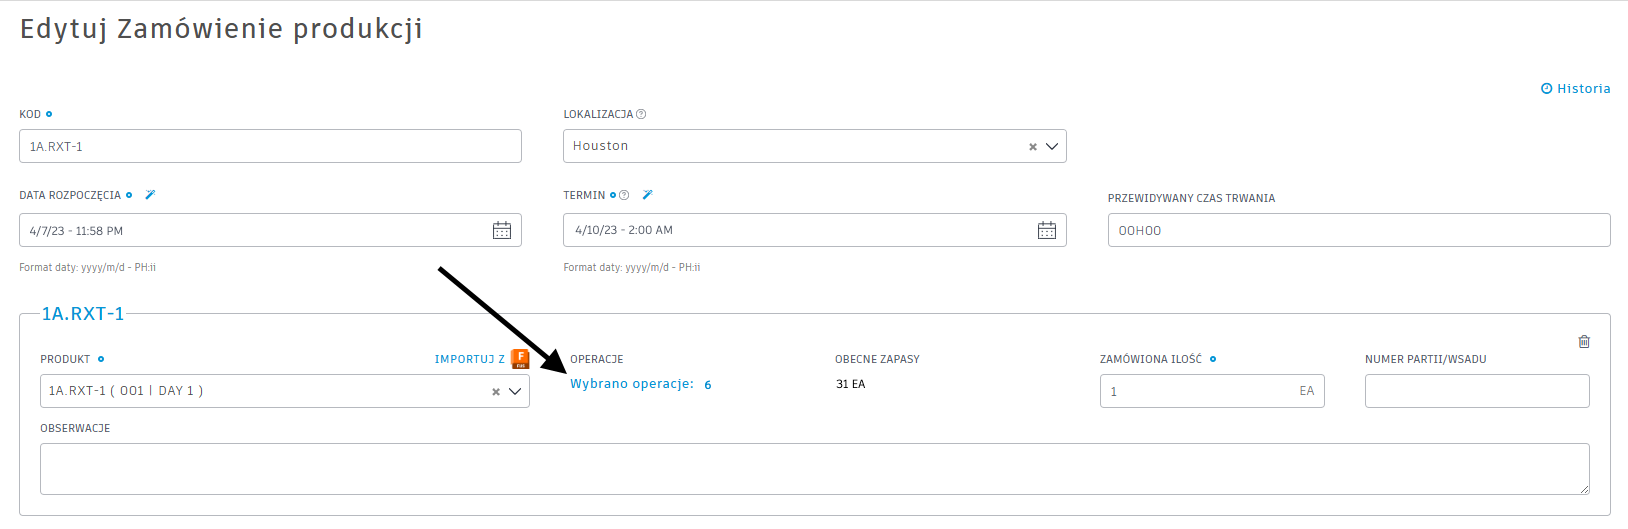 Edytuj Zamówienie produkcji
Historia
KOD
1A.RXT-1
LOKALIZACJA
Houston
DATA ROZPOCZĘCIA
4/7/23 - 11:58 PM
Format daty: yyyy/m/d - PH:ii
TERMIN
4/10/23 - 2:00 AM
Format daty: yyyy/m/d - PH:ii
PRZEWIDYWANY CZAS TRWANIA
00H00
1A.RXT-1
PRODUKT
IMPORTUJ Z
1A.RXT-1 ( 001 | DAY 1 )
OPERACJE
Wybrano operacje: 6
OBECNE ZAPASY
31 EA
ZAMÓWIONA ILOŚĆ
1 EA
NUMER PARTII/WSADU
OBSERWACJE